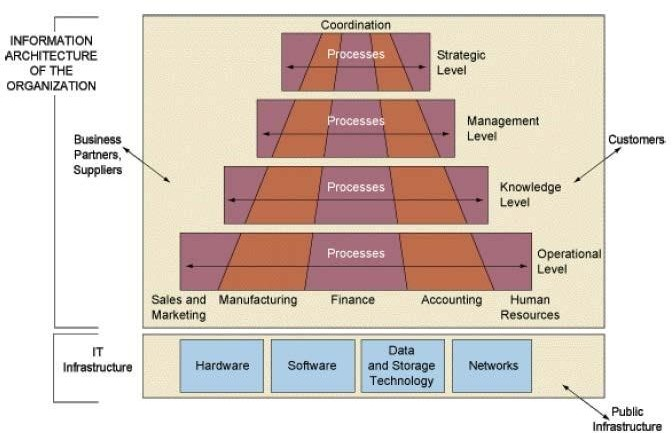 Coordination
INFORMATION
ARCHITECTURE
OF THE
ORGANIZATION
Processes
Strategic
Level
Processes
Management
Level
Business
Partners,
Suppliers
Customers
Processes
Knowledge
Level
Processes
Operational
Level
Sales and
Marketing
Manufacturing
Finance
Accounting
Human
Resources
IT
Infrastructure
Hardware
Software
Data
and Storage
Technology
Networks
Public
Infrastructure